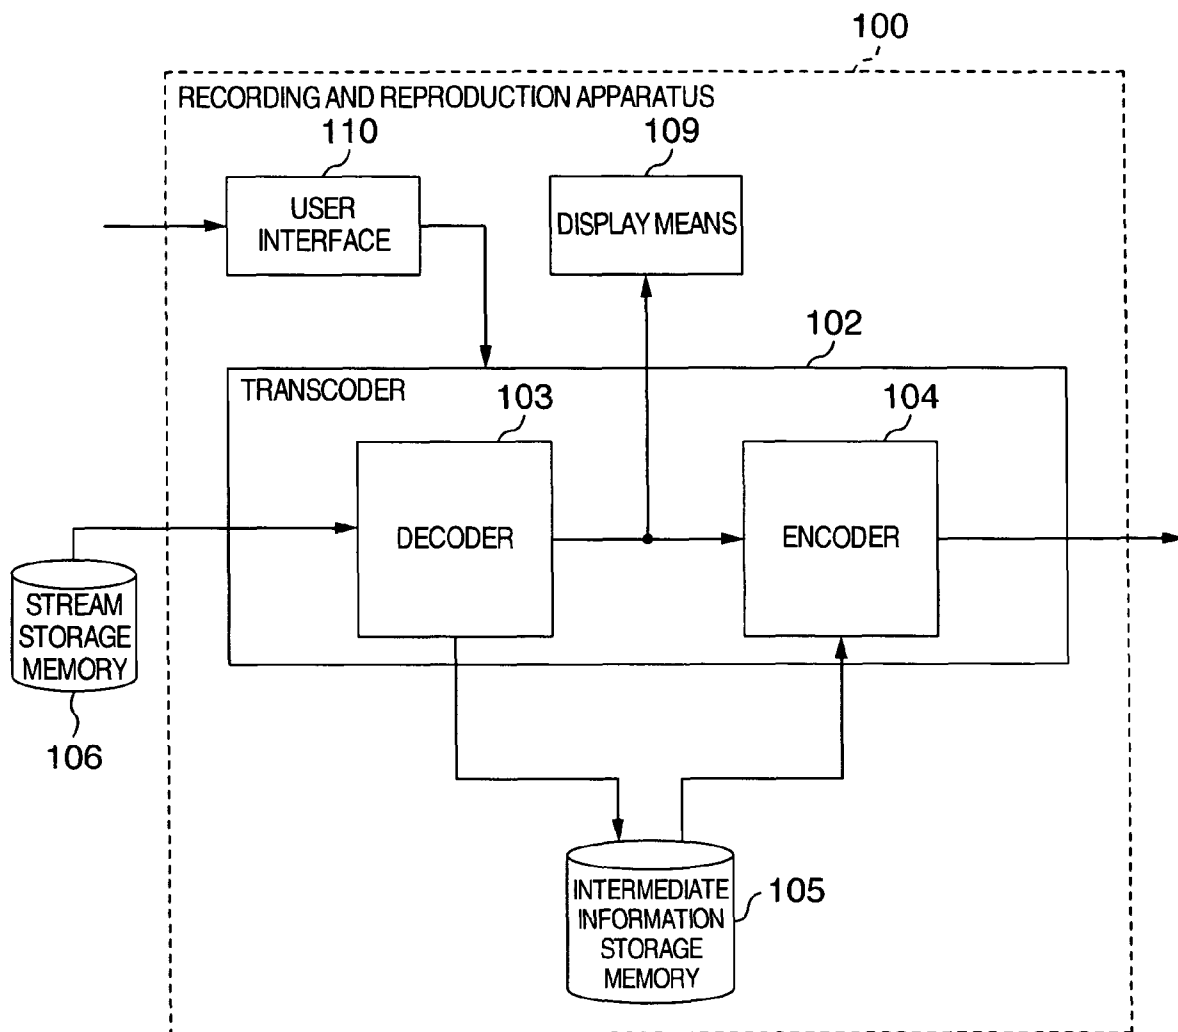 100
RECORDING AND REPRODUCTION APPARATUS
110
109
USER
INTERFACE
DISPLAY MEANS
102
TRANSCODER
103
104
DECODER
ENCODER
STREAM
STORAGE
MEMORY
106
INTERMEDIATE
INFORMATION
STORAGE
MEMORY
105